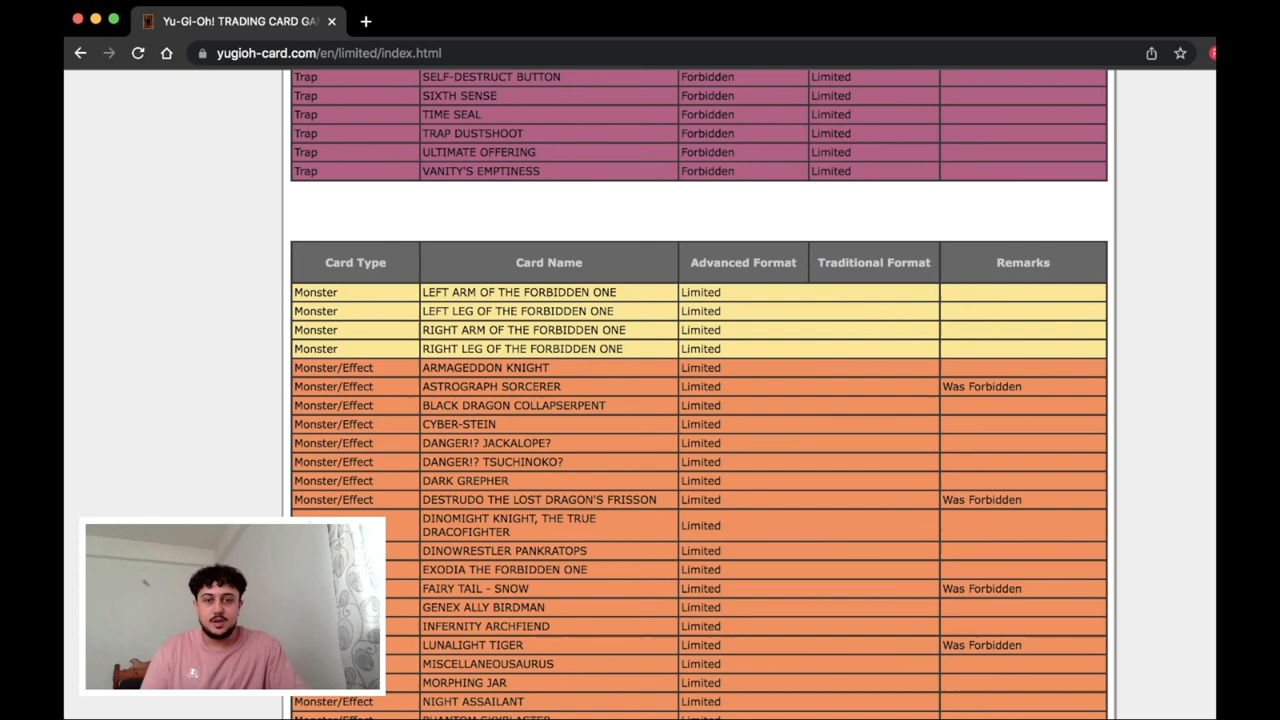 Yu-Gi-Oh! TRADING CARD GA
yugioh-card.com/en/limited/index.html
Trap SELF-DESTRUCT BUTTON Forbidden Limited
Trap SIXTH SENSE Forbidden Limited
Trap TIME SEAL Forbidden Limited
Trap TRAP DUSTSHOOT Forbidden Limited
Trap ULTIMATE OFFERING Forbidden Limited
Trap VANITY'S EMPTINESS Forbidden Limited
Card Type Card Name Advanced Format Traditional Format Remarks
Monster LEFT ARM OF THE FORBIDDEN ONE Limited
Monster LEFT LEG OF THE FORBIDDEN ONE Limited
Monster RIGHT ARM OF THE FORBIDDEN ONE Limited
Monster RIGHT LEG OF THE FORBIDDEN ONE Limited
Monster/Effect ARMAGEDDON KNIGHT Limited
Monster/Effect ASTROGRAPH SORCERER Limited Was Forbidden
Monster/Effect BLACK DRAGON COLLAPSERPENT Limited
Monster/Effect CYBER-STEIN Limited
Monster/Effect DANGER!? JACKALOPE? Limited
Monster/Effect DANGER!? TSUCHINOKO? Limited
Monster/Effect DARK GREPHER Limited
Monster/Effect DESTRUDO THE LOST DRAGON'S FRISSON Limited Was Forbidden
DINOMIGHT KNIGHT, THE TRUE
DRACOFIGHTER Limited
DINOWRESTLER PANKRATOPS Limited
EXODIA THE FORBIDDEN ONE Limited
FAIRY TAIL - SNOW Limited Was Forbidden
GENEX ALLY BIRDMAN Limited
INFERNITY ARCHFIEND Limited
LUNALIGHT TIGER Limited Was Forbidden
MISCELLANEOUSAURUS Limited
MORPHING JAR Limited
Monster/Effect NIGHT ASSAILANT Limited